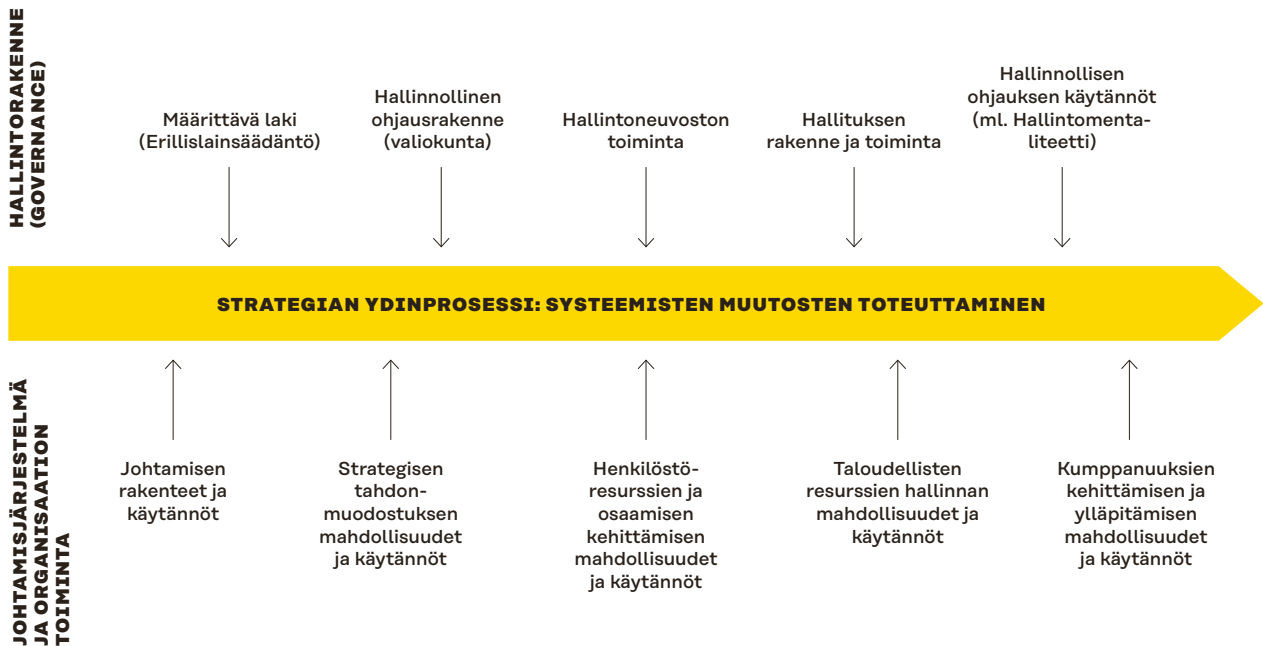 HALLINTORAKENNE
(GOVERNANCE)
Määrittävä laki
(Erillislainsäädäntö)
Hallinnollinen
ohjausrakenne
(valiokunta)
Hallintoneuvoston
toiminta
Hallituksen
rakenne ja toiminta
Hallinnollisen
ohjauksen käytännöt
(ml. Hallintomenta-
liteetti)
STRATEGIAN YDINPROSESSI: SYSTEEMISTEN MUUTOSTEN TOTEUTTAMINEN
JOHTAMISJÄRJESTELMÄ
JA ORGANISAATION
TOIMINTA
Johtamisen
rakenteet ja
käytännöt
Strategisen
tahdon-
muodostuksen
mahdollisuudet
ja käytännöt
Henkilöstö-
resurssien ja
osaamisen
kehittämisen
mahdollisuudet
ja käytännöt
Taloudellisten
resurssien hallinnan
mahdollisuudet ja
käytännöt
Kumppanuuksien
kehittämisen ja
ylläpitämisen
mahdollisuudet
ja käytännöt